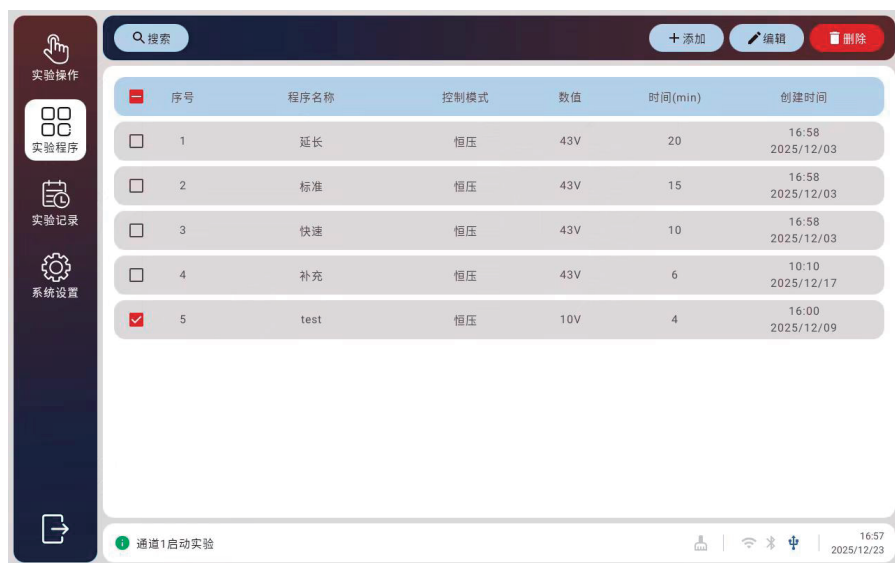 实验操作
实验程序
实验记录
系统设置
搜索
添加
编辑
删除
序号 程序名称 控制模式 数值 时间(min) 创建时间
1 延长 恒压 43V 20 16:58 2025/12/03
2 标准 恒压 43V 15 16:58 2025/12/03
3 快速 恒压 43V 10 16:58 2025/12/03
4 补充 恒压 43V 6 10:10 2025/12/17
5 test 恒压 10V 4 16:00 2025/12/09
通道1启动实验
16:57
2025/12/23